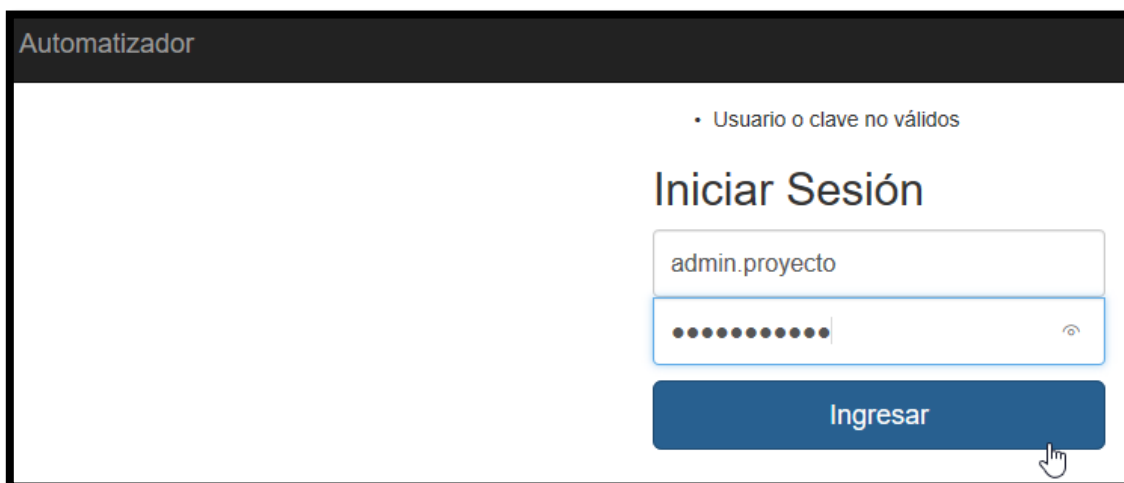 Automatizador
• Usuario o clave no válidos
Iniciar Sesión
admin.proyecto
●●●●●●●●●●●
Ingresar